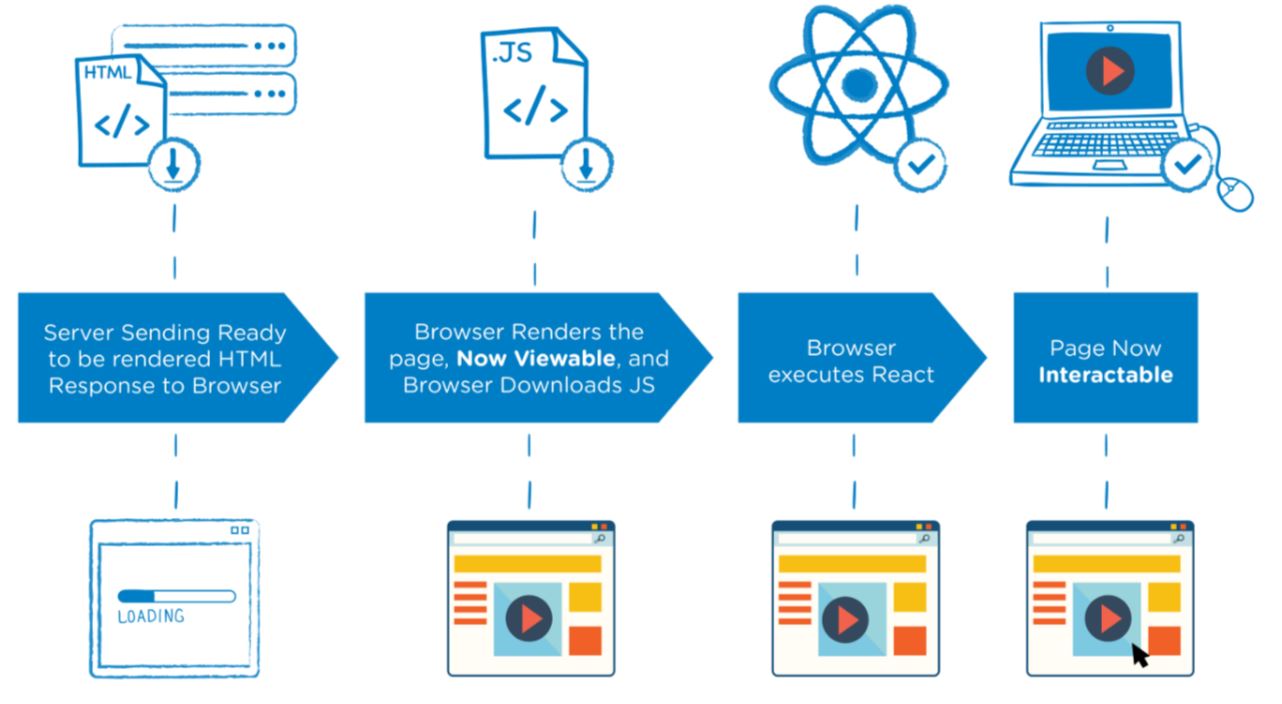 HTML
</>
.JS
</>
Server Sending Ready
to be rendered HTML
Response to Browser
Browser Renders the
page, Now Viewable, and
Browser Downloads JS
Browser
executes React
Page Now
Interactable
LOADING